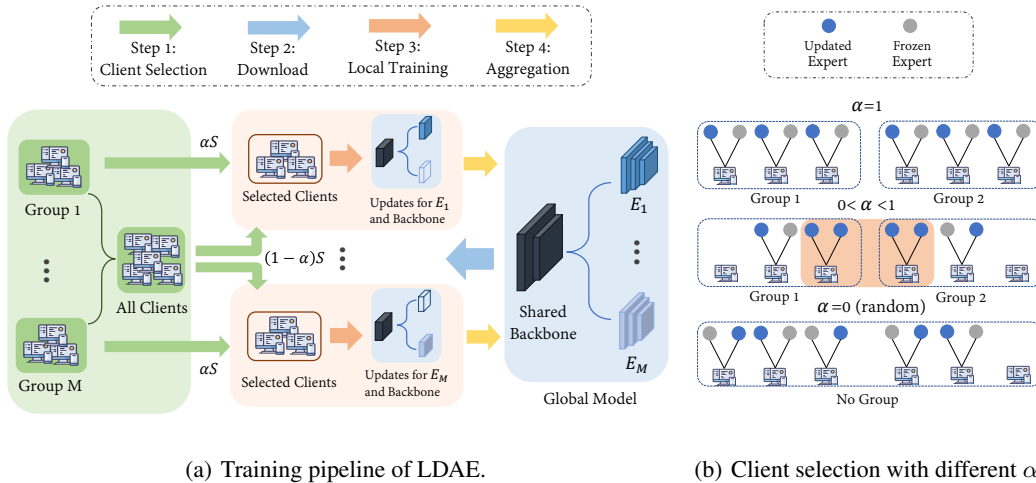 Step 1:
Client Selection
Step 2:
Download
Step 3:
Local Training
Step 4:
Aggregation
Group 1
⋮
Group M
All Clients
αS
(1 − α)S
αS
Selected Clients
Updates for E₁
and Backbone
⋮
Selected Clients
Updates for E_M
and Backbone
Shared
Backbone
E₁
⋮
E_M
Global Model
(a) Training pipeline of LDAE.
Updated
Expert
Frozen
Expert
α=1
Group 1
Group 2
0< α <1
Group 1
Group 2
α=0 (random)
No Group
(b) Client selection with different α